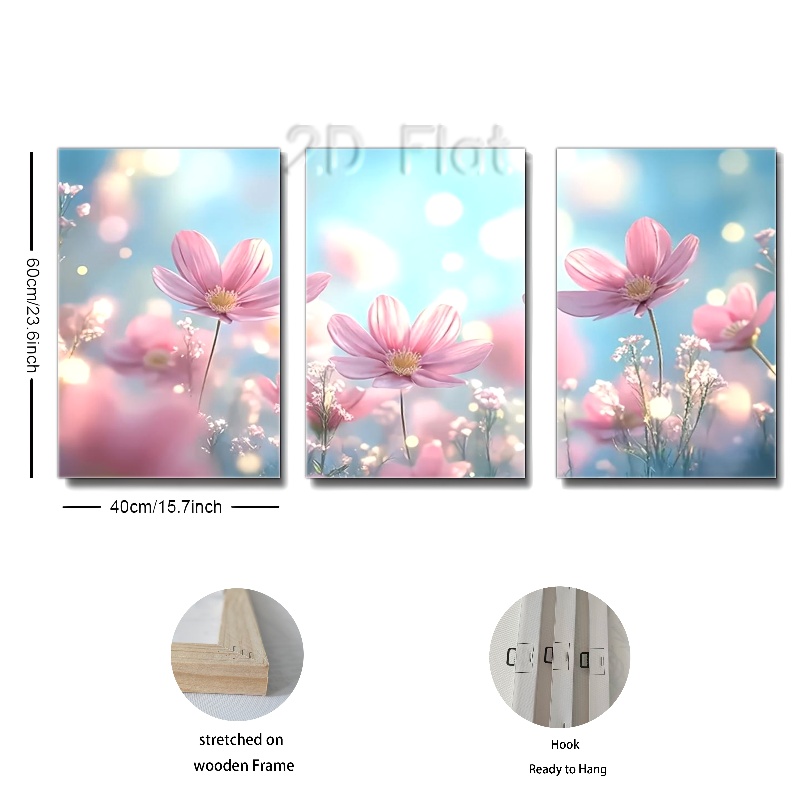 2D Flat
60cm/23.6inch
40cm/15.7inch
stretched on
wooden Frame
Hook
Ready to Hang